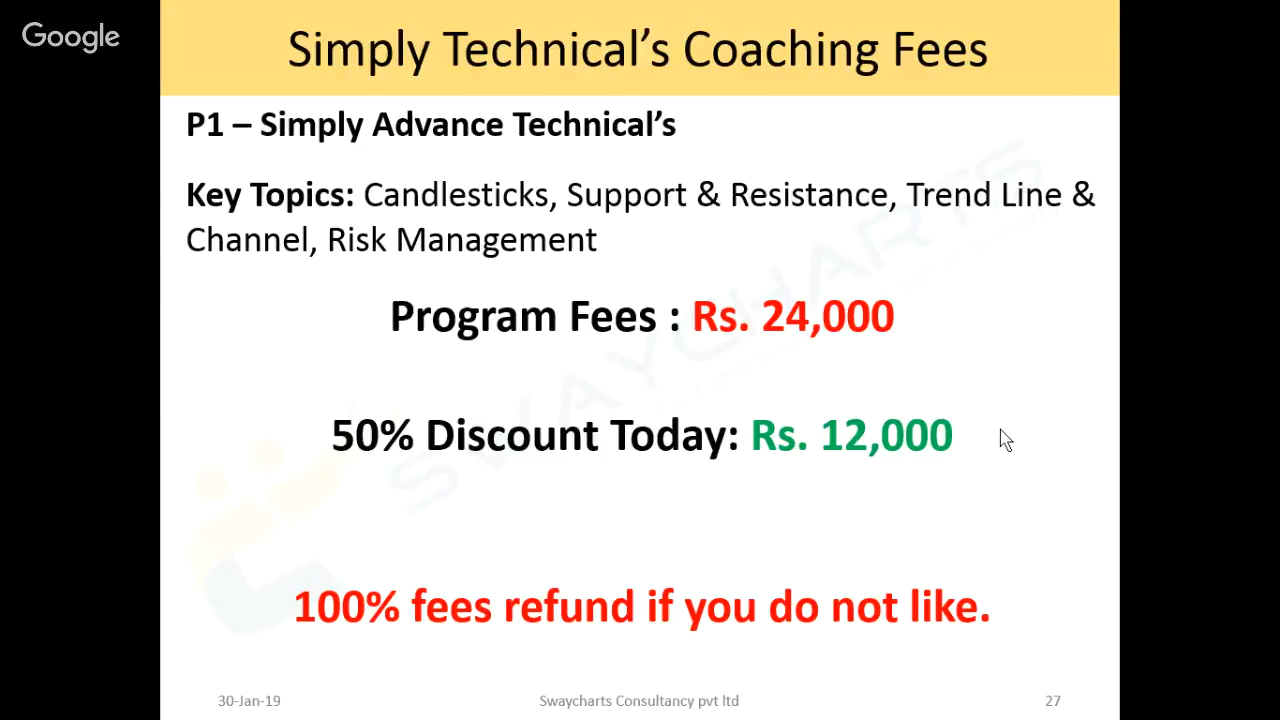 Google
Simply Technical's Coaching Fees
P1 – Simply Advance Technical's
Key Topics: Candlesticks, Support & Resistance, Trend Line &
Channel, Risk Management
Program Fees : Rs. 24,000
50% Discount Today: Rs. 12,000
SWAYCHARTS
100% fees refund if you do not like.
30-Jan-19
Swaycharts Consultancy pvt ltd
27